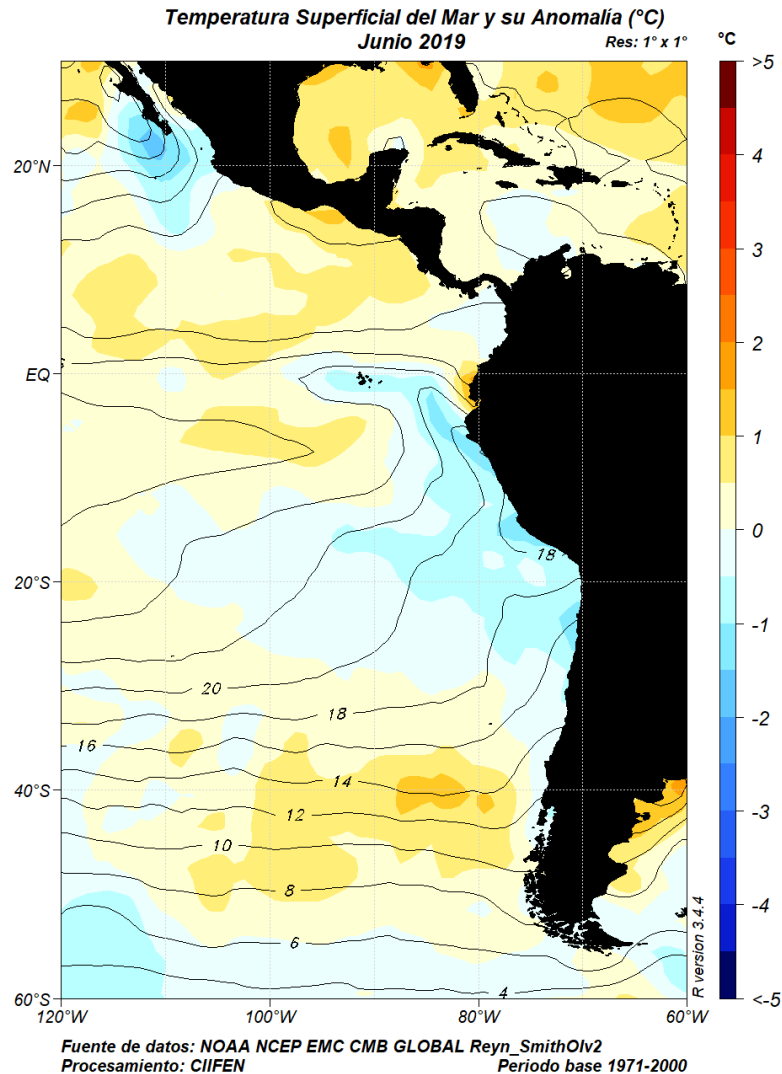 Temperatura Superficial del Mar y su Anomalía (°C)
Junio 2019
Res: 1° x 1°
°C
>5
4
3
2
1
0
-1
-2
-3
-4
<-5
20°N
EQ
20°S
40°S
60°S
120°W
100°W
80°W
60°W
18
20
18
16
14
12
10
8
6
4
R version 3.4.4
Fuente de datos: NOAA NCEP EMC CMB GLOBAL Reyn_SmithOIv2
Procesamiento: CIIFEN
Periodo base 1971-2000